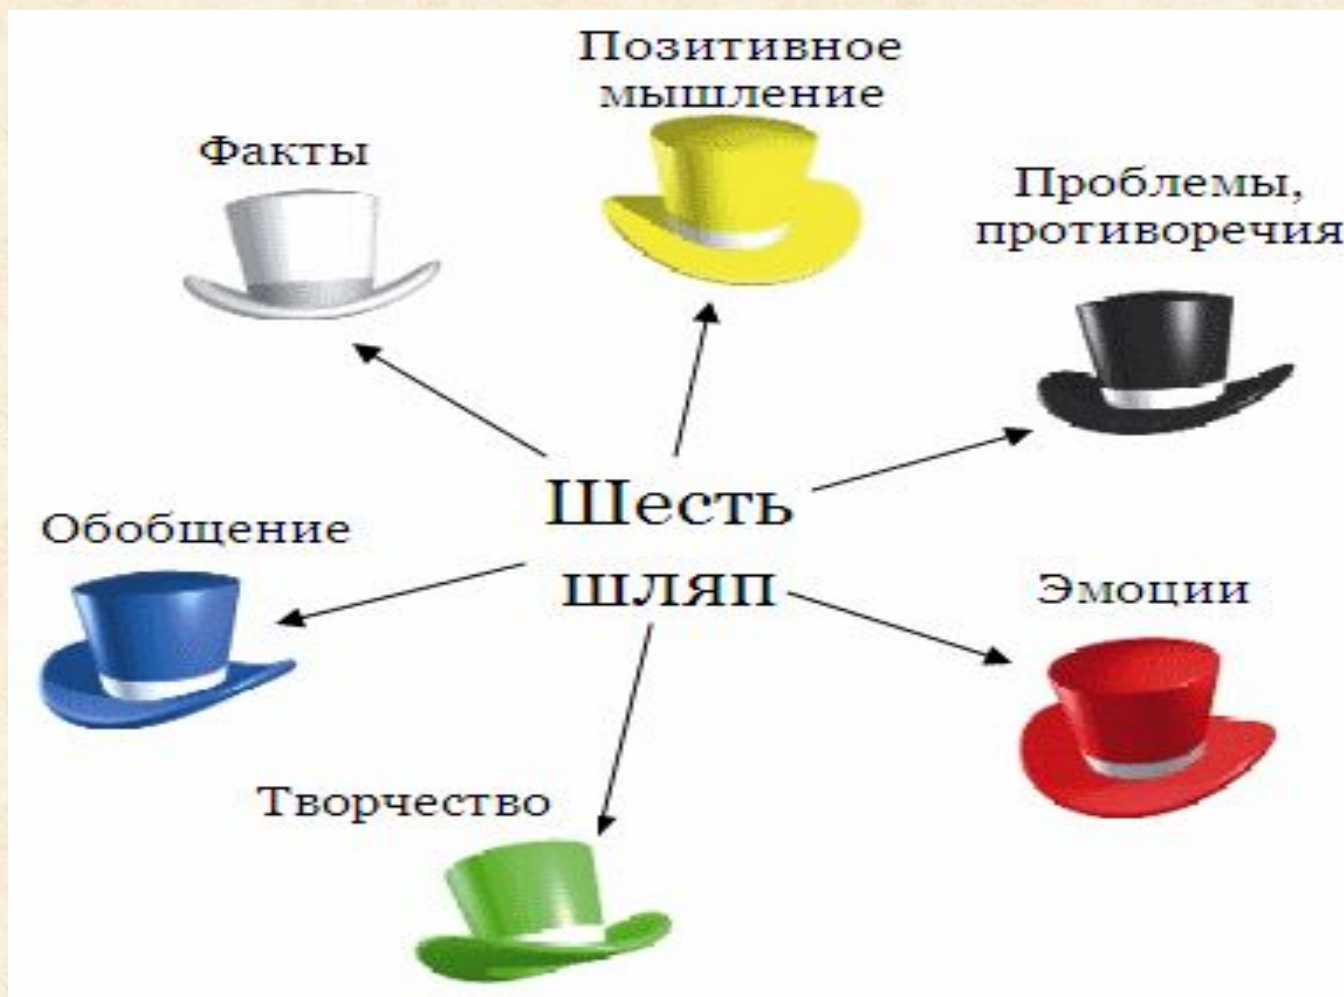 Позитивное
мышление
Факты
Проблемы,
противоречия
Шесть
шляп
Обобщение
Эмоции
Творчество